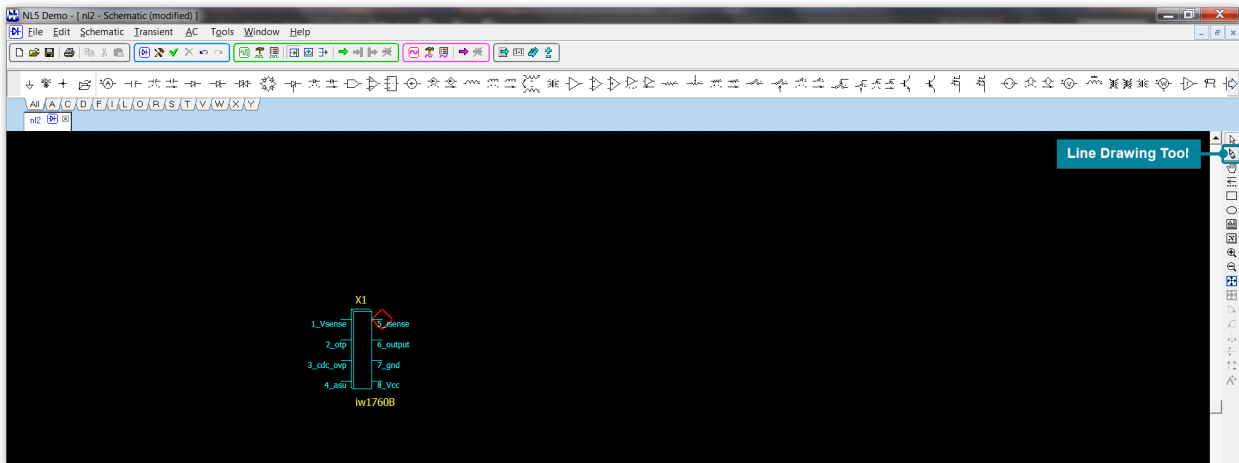 NL5 Demo - [ nl2 - Schematic (modified) ]
File Edit Schematic Transient AC Tools Window Help
All A C D F I L O R S T V W X Y
nl2
Line Drawing Tool
X1
1_Vsense 5_Isense
2_otp 6_output
3_cdc_ovp 7_gnd
4_asu 8_Vcc
iw1760B